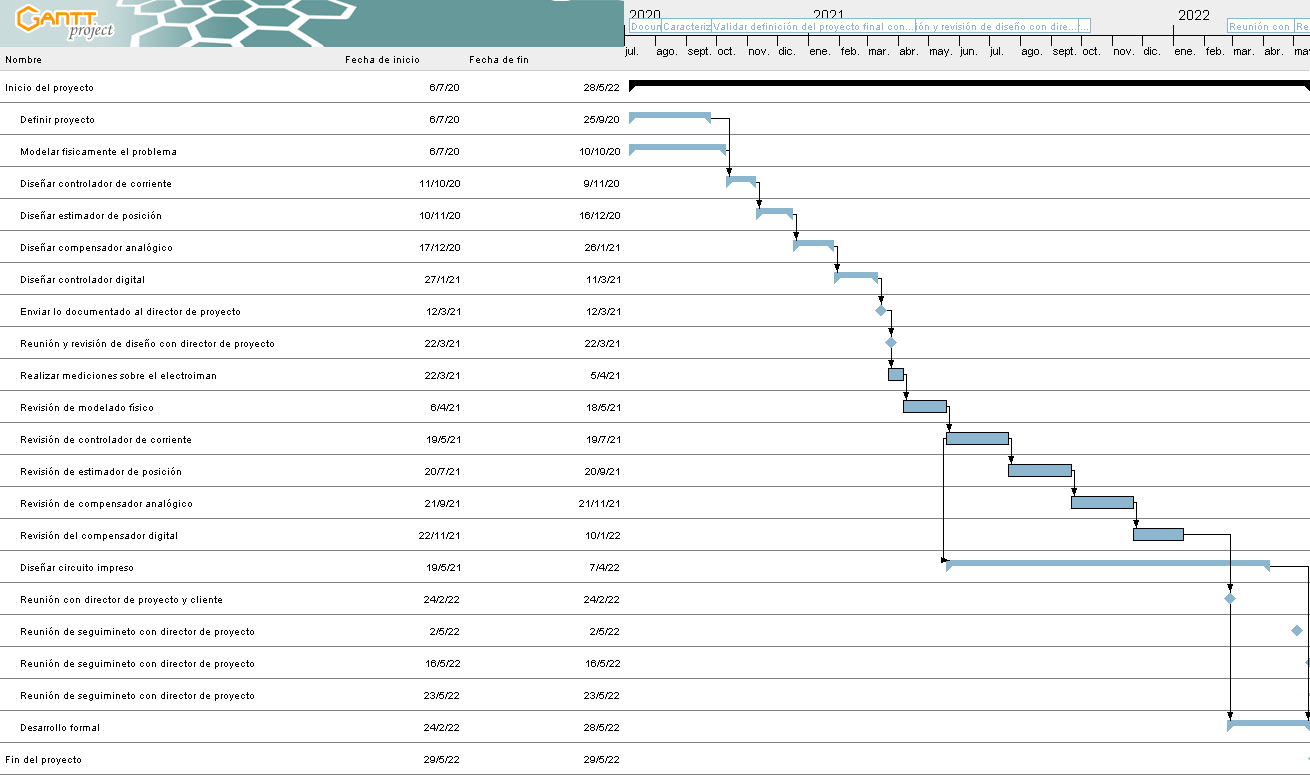 GANTT project
2020 2021 2022
Docun Caracteriz Validar definición del proyecto final con... ión y revisión de diseño con dire... ... Reunión con Re
jul. ago. sept. oct. nov. dic. ene. feb. mar. abr. may. jun. jul. ago. sept. oct. nov. dic. ene. feb. mar. abr. may
Nombre Fecha de inicio Fecha de fin
Inicio del proyecto 6/7/20 28/5/22
Definir proyecto 6/7/20 25/9/20
Modelar fisicamente el problema 6/7/20 10/10/20
Diseñar controlador de corriente 11/10/20 9/11/20
Diseñar estimador de posición 10/11/20 16/12/20
Diseñar compensador analógico 17/12/20 26/1/21
Diseñar controlador digital 27/1/21 11/3/21
Enviar lo documentado al director de proyecto 12/3/21 12/3/21
Reunión y revisión de diseño con director de proyecto 22/3/21 22/3/21
Realizar mediciones sobre el electroiman 22/3/21 5/4/21
Revisión de modelado físico 6/4/21 18/5/21
Revisión de controlador de corriente 19/5/21 19/7/21
Revisión de estimador de posición 20/7/21 20/9/21
Revisión de compensador analógico 21/9/21 21/11/21
Revisión del compensador digital 22/11/21 10/1/22
Diseñar circuito impreso 19/5/21 7/4/22
Reunión con director de proyecto y cliente 24/2/22 24/2/22
Reunión de seguimineto con director de proyecto 2/5/22 2/5/22
Reunión de seguimineto con director de proyecto 16/5/22 16/5/22
Reunión de seguimineto con director de proyecto 23/5/22 23/5/22
Desarrollo formal 24/2/22 28/5/22
Fin del proyecto 29/5/22 29/5/22